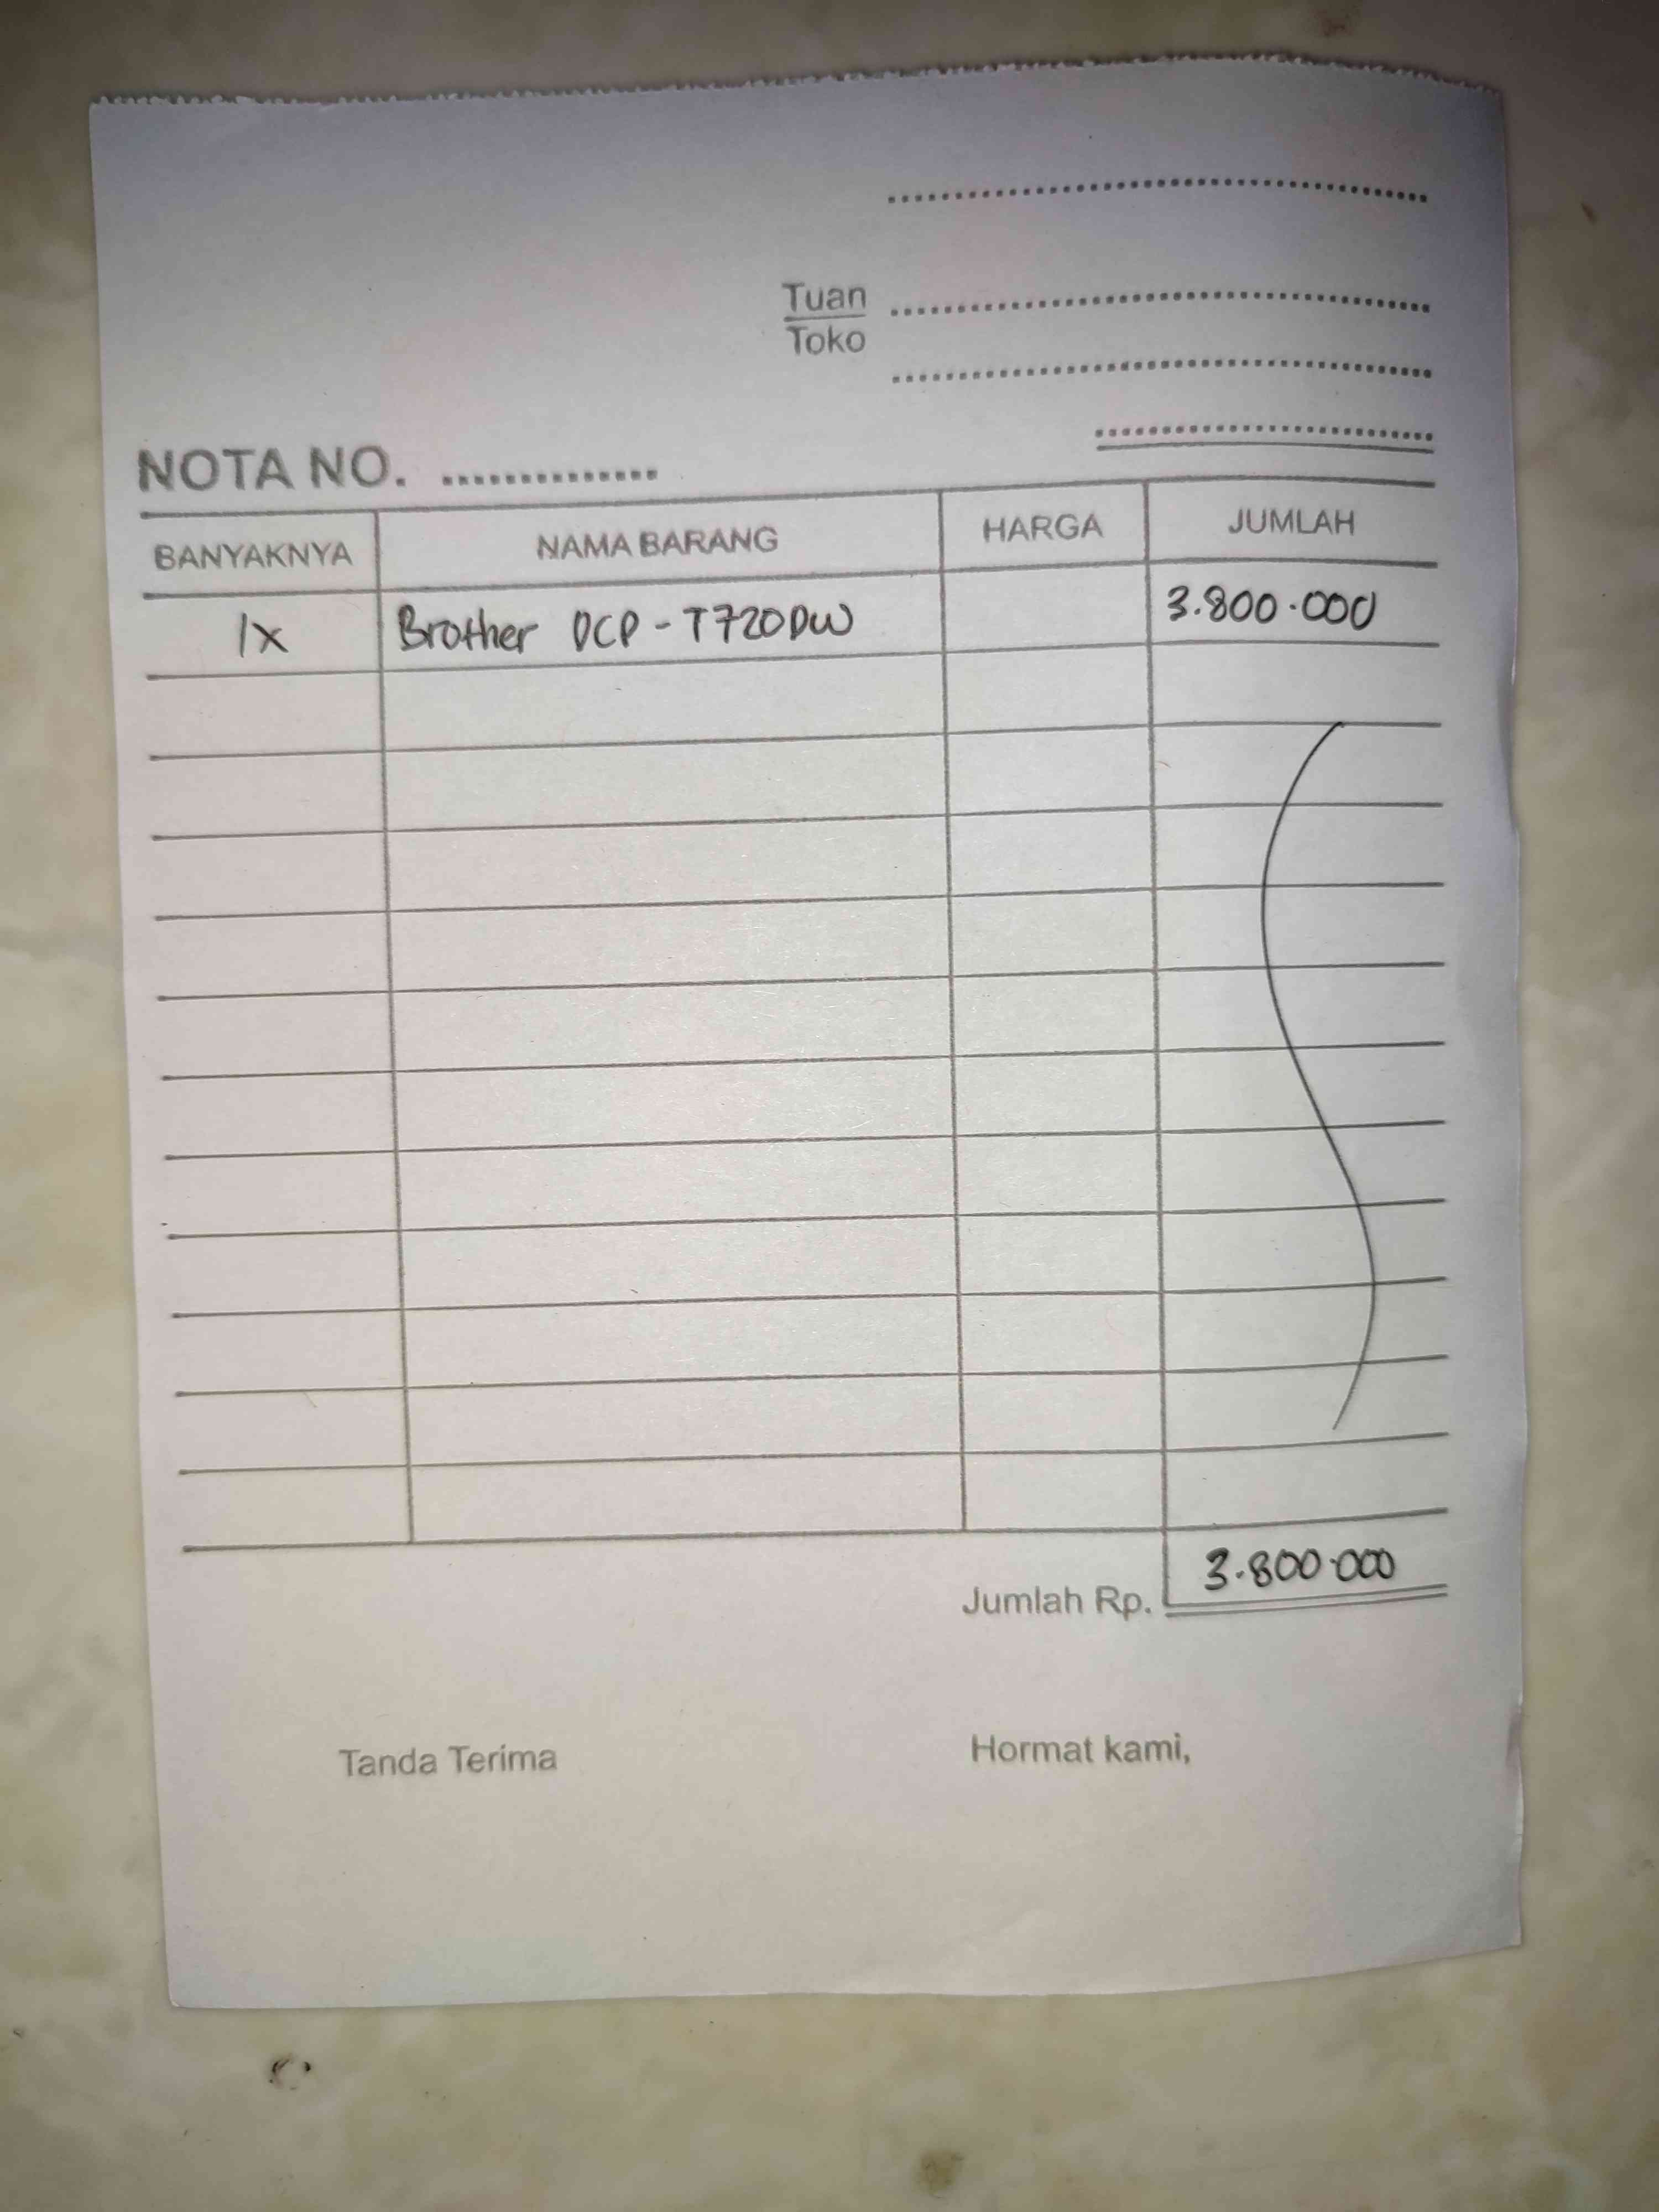 Tuan
Toko
NOTA NO. ...............
BANYAKNYA NAMA BARANG HARGA JUMLAH
1x Brother DCP-T720DW 3.800.000
Jumlah Rp. 3.800.000
Tanda Terima Hormat kami,